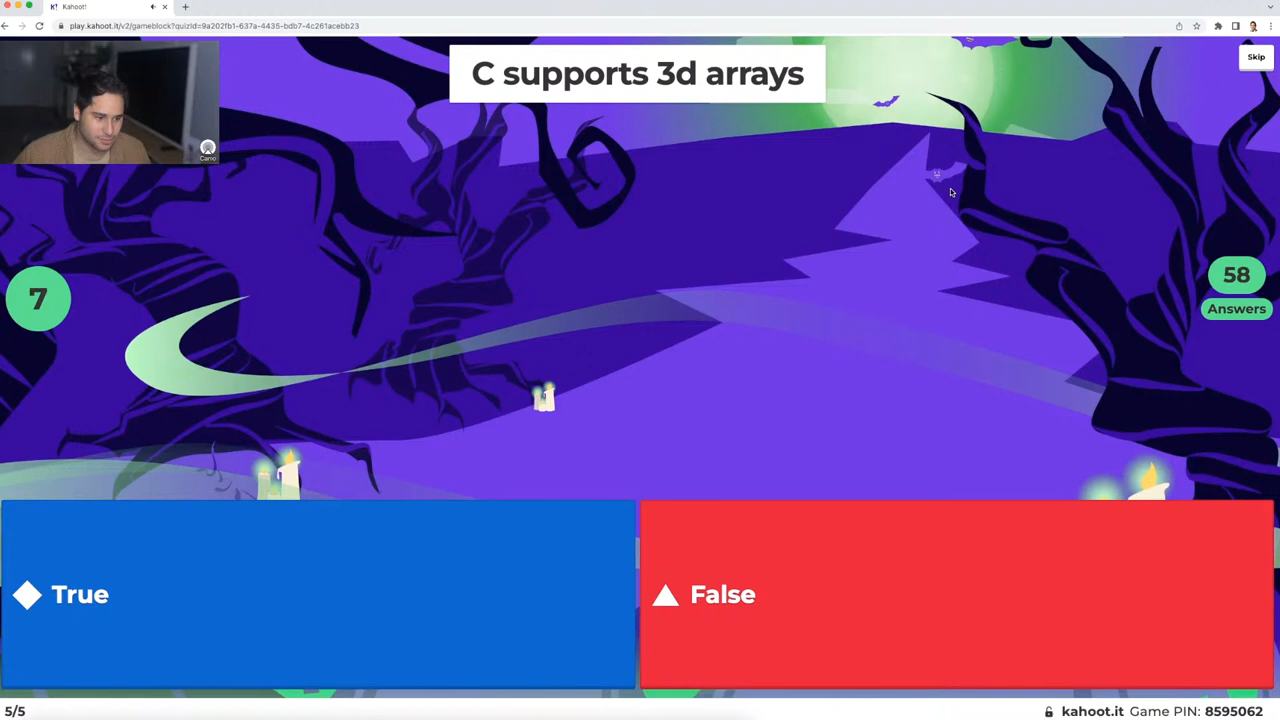 Kahoot!
play.kahoot.it/v2/gameblock?quizId=9a202fb1-637a-4435-bdb7-4c261acebb23
C supports 3d arrays
Skip
Camo
7
58
Answers
True
False
5/5
kahoot.it Game PIN: 8595062